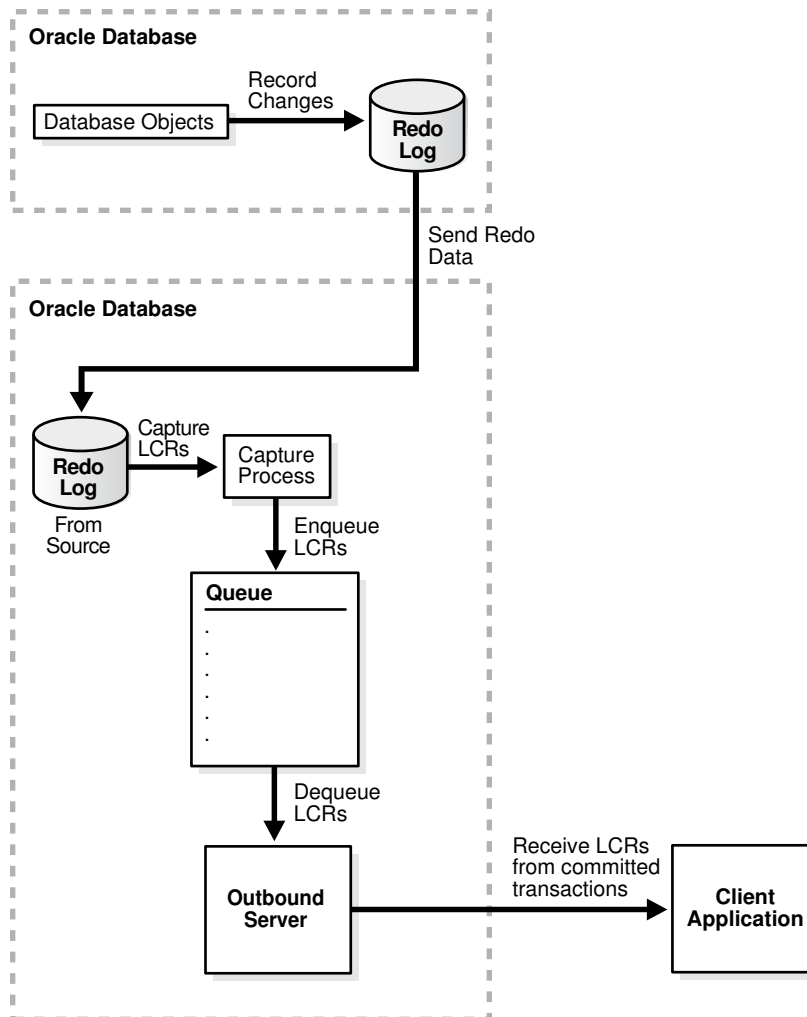 Oracle Database
Record
Changes
Database Objects
Redo
Log
Send Redo
Data
Oracle Database
Capture
LCRs
Redo
Log
Capture
Process
From
Source
Enqueue
LCRs
Queue
.
.
.
.
.
.
Dequeue
LCRs
Receive LCRs
from committed
transactions
Outbound
Server
Client
Application